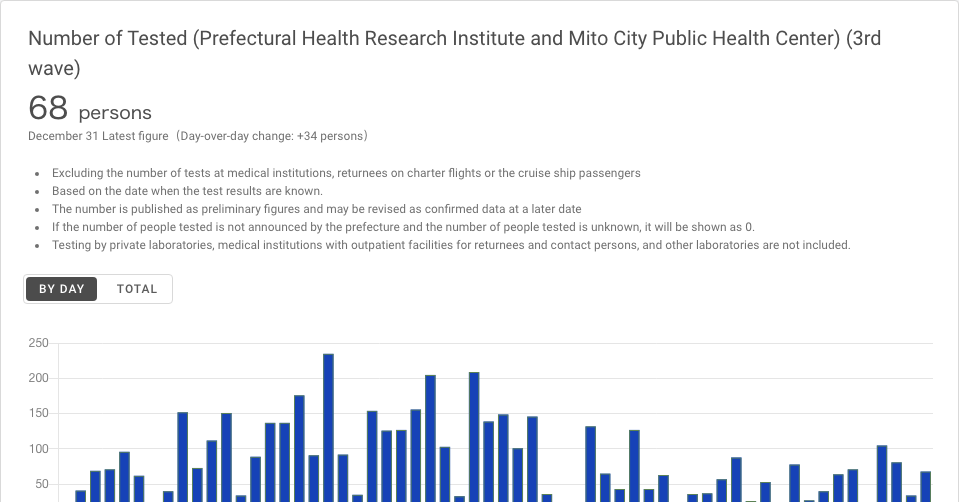 Number of Tested (Prefectural Health Research Institute and Mito City Public Health Center) (3rd
wave)
68 persons
December 31 Latest figure（Day-over-day change: +34 persons）
Excluding the number of tests at medical institutions, returnees on charter flights or the cruise ship passengers
Based on the date when the test results are known.
The number is published as preliminary figures and may be revised as confirmed data at a later date
If the number of people tested is not announced by the prefecture and the number of people tested is unknown, it will be shown as 0.
Testing by private laboratories, medical institutions with outpatient facilities for returnees and contact persons, and other laboratories are not included.
BY DAY TOTAL
250
200
150
100
50